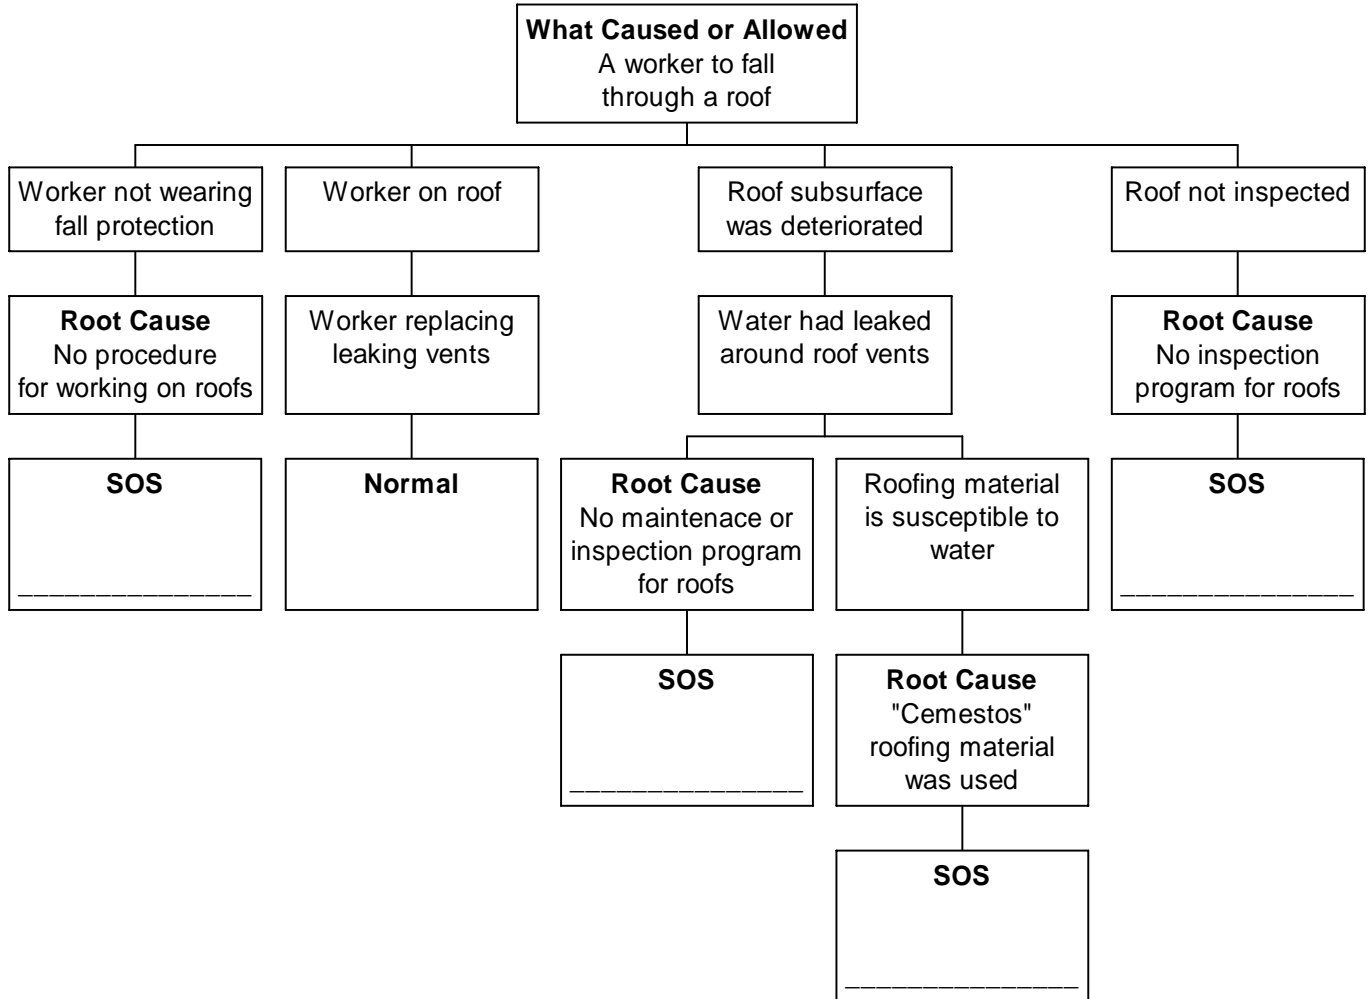 What Caused or Allowed
A worker to fall
through a roof
Worker not wearing
fall protection
Worker on roof
Roof subsurface
was deteriorated
Roof not inspected
Root Cause
No procedure
for working on roofs
Worker replacing
leaking vents
Water had leaked
around roof vents
Root Cause
No inspection
program for roofs
SOS
_______________
Normal
Root Cause
No maintenace or
inspection program
for roofs
Roofing material
is susceptible to
water
SOS
_______________
SOS
_______________
Root Cause
"Cemestos"
roofing material
was used
SOS
_______________